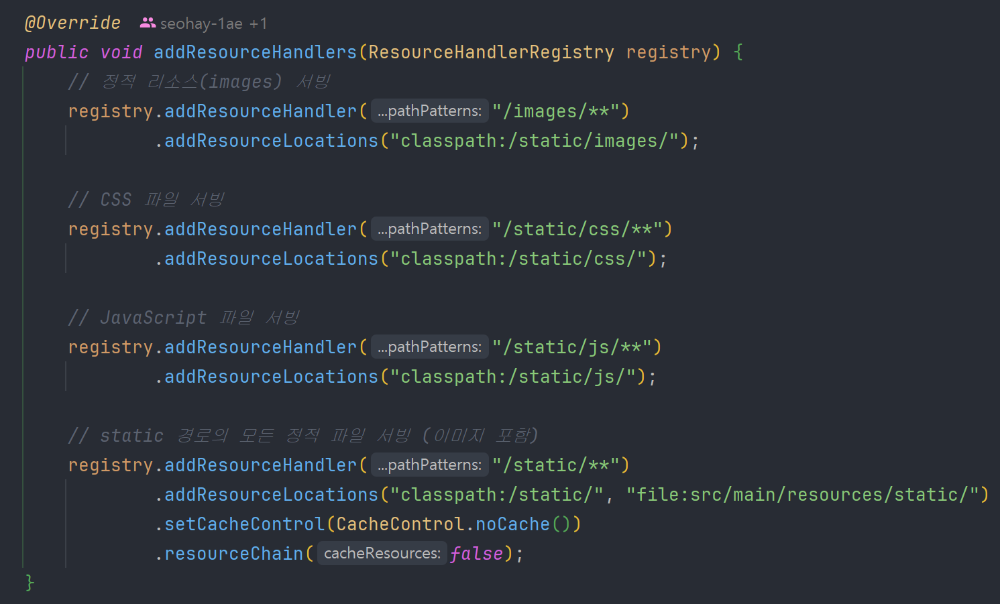 @Override seohay-1ae +1
public void addResourceHandlers(ResourceHandlerRegistry registry) {
// 정적 리소스(images) 서빙
registry.addResourceHandler( ...pathPatterns: "/images/**")
.addResourceLocations("classpath:/static/images/");
// CSS 파일 서빙
registry.addResourceHandler( ...pathPatterns: "/static/css/**")
.addResourceLocations("classpath:/static/css/");
// JavaScript 파일 서빙
registry.addResourceHandler( ...pathPatterns: "/static/js/**")
.addResourceLocations("classpath:/static/js/");
// static 경로의 모든 정적 파일 서빙 (이미지 포함)
registry.addResourceHandler( ...pathPatterns: "/static/**")
.addResourceLocations("classpath:/static/", "file:src/main/resources/static/")
.setCacheControl(CacheControl.noCache())
.resourceChain( cacheResources: false);
}